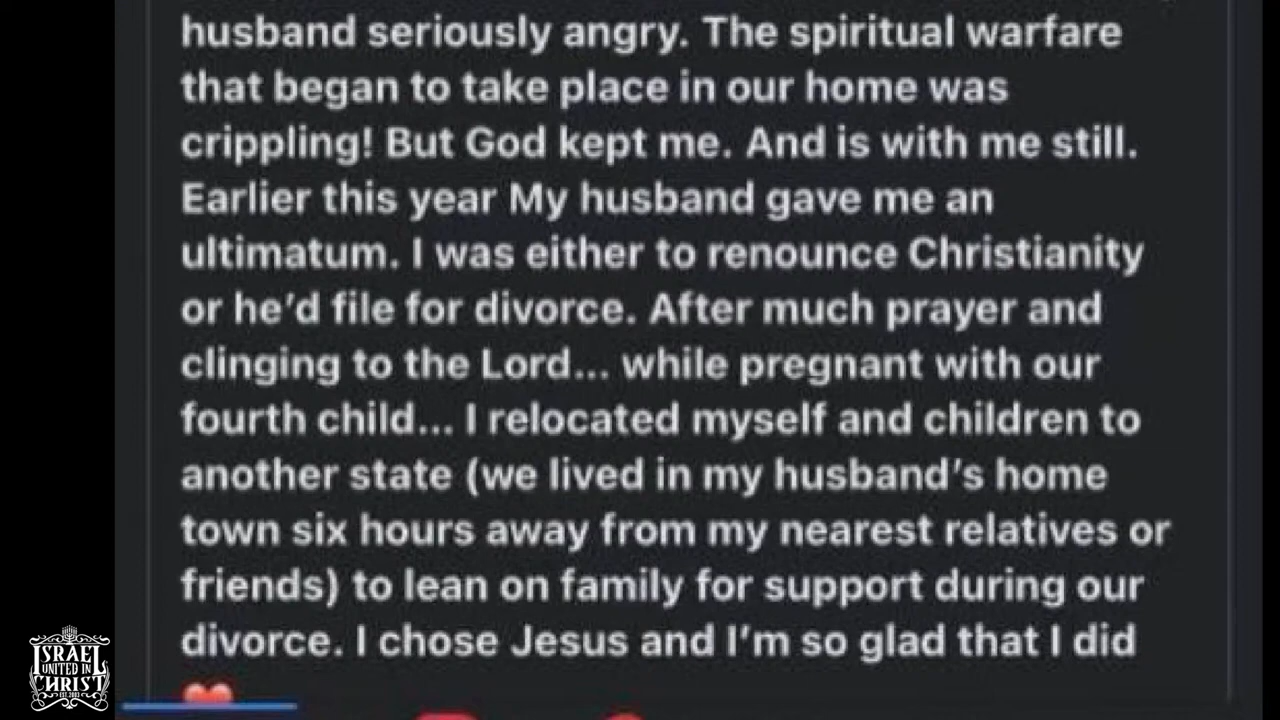 husband seriously angry. The spiritual warfare
that began to take place in our home was
crippling! But God kept me. And is with me still.
Earlier this year My husband gave me an
ultimatum. I was either to renounce Christianity
or he’d file for divorce. After much prayer and
clinging to the Lord... while pregnant with our
fourth child... I relocated myself and children to
another state (we lived in my husband’s home
town six hours away from my nearest relatives or
friends) to lean on family for support during our
divorce. I chose Jesus and I’m so glad that I did
❤️
ISRAEL
UNITED IN
CHRIST
EST. 2003